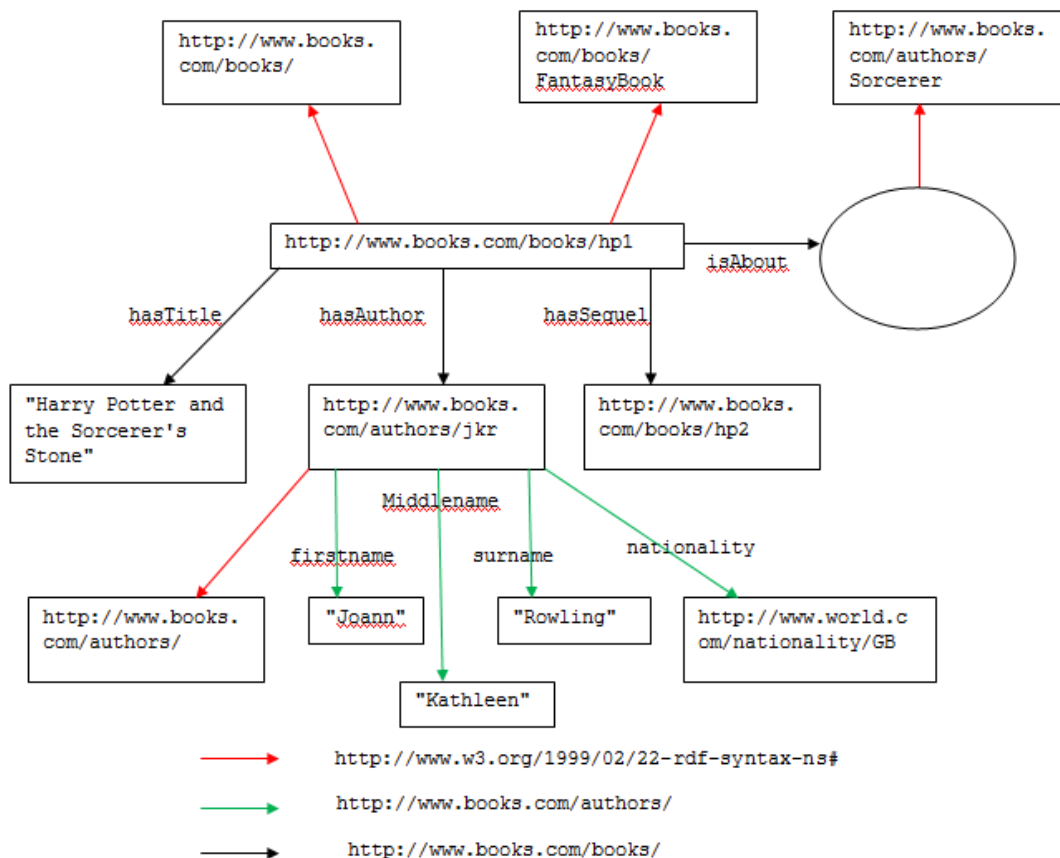 http://www.books.
com/books/
http://www.books.
com/books/
FantasyBook
http://www.books.
com/authors/
Sorcerer
http://www.books.com/books/hp1
isAbout
hasTitle
hasAuthor
hasSequel
"Harry Potter and
the Sorcerer's
Stone"
http://www.books.
com/authors/jkr
http://www.books.
com/books/hp2
Middlename
firstname
surname
nationality
http://www.books.
com/authors/
"Joann"
"Rowling"
http://www.world.c
om/nationality/GB
"Kathleen"
http://www.w3.org/1999/02/22-rdf-syntax-ns#
http://www.books.com/authors/
http://www.books.com/books/